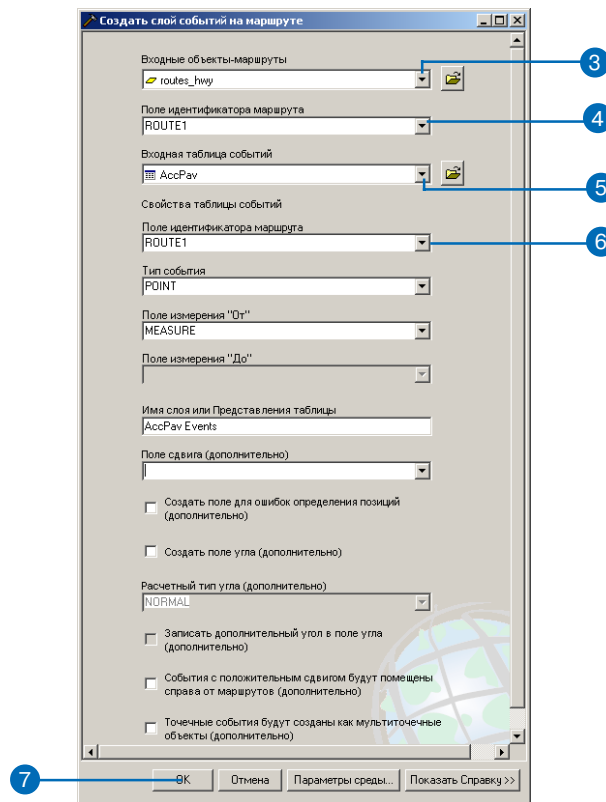 Создать слой событий на маршруте
Входные объекты-маршруты
routes_hwy
3
Поле идентификатора маршрута
ROUTE1
4
Входная таблица событий
AccPav
5
Свойства таблицы событий
Поле идентификатора маршрута
ROUTE1
6
Тип события
POINT
Поле измерения "От"
MEASURE
Поле измерения "До"
Имя слоя или Представления таблицы
AccPav Events
Поле сдвига (дополнительно)
Создать поле для ошибок определения позиций
(дополнительно)
Создать поле угла (дополнительно)
Расчетный тип угла (дополнительно)
NORMAL
Записать дополнительный угол в поле угла
(дополнительно)
События с положительным сдвигом будут помещены
справа от маршрутов (дополнительно)
Точечные события будут созданы как мультиточечные
объекты (дополнительно)
7
OK
Отмена
Параметры среды...
Показать Справку >>